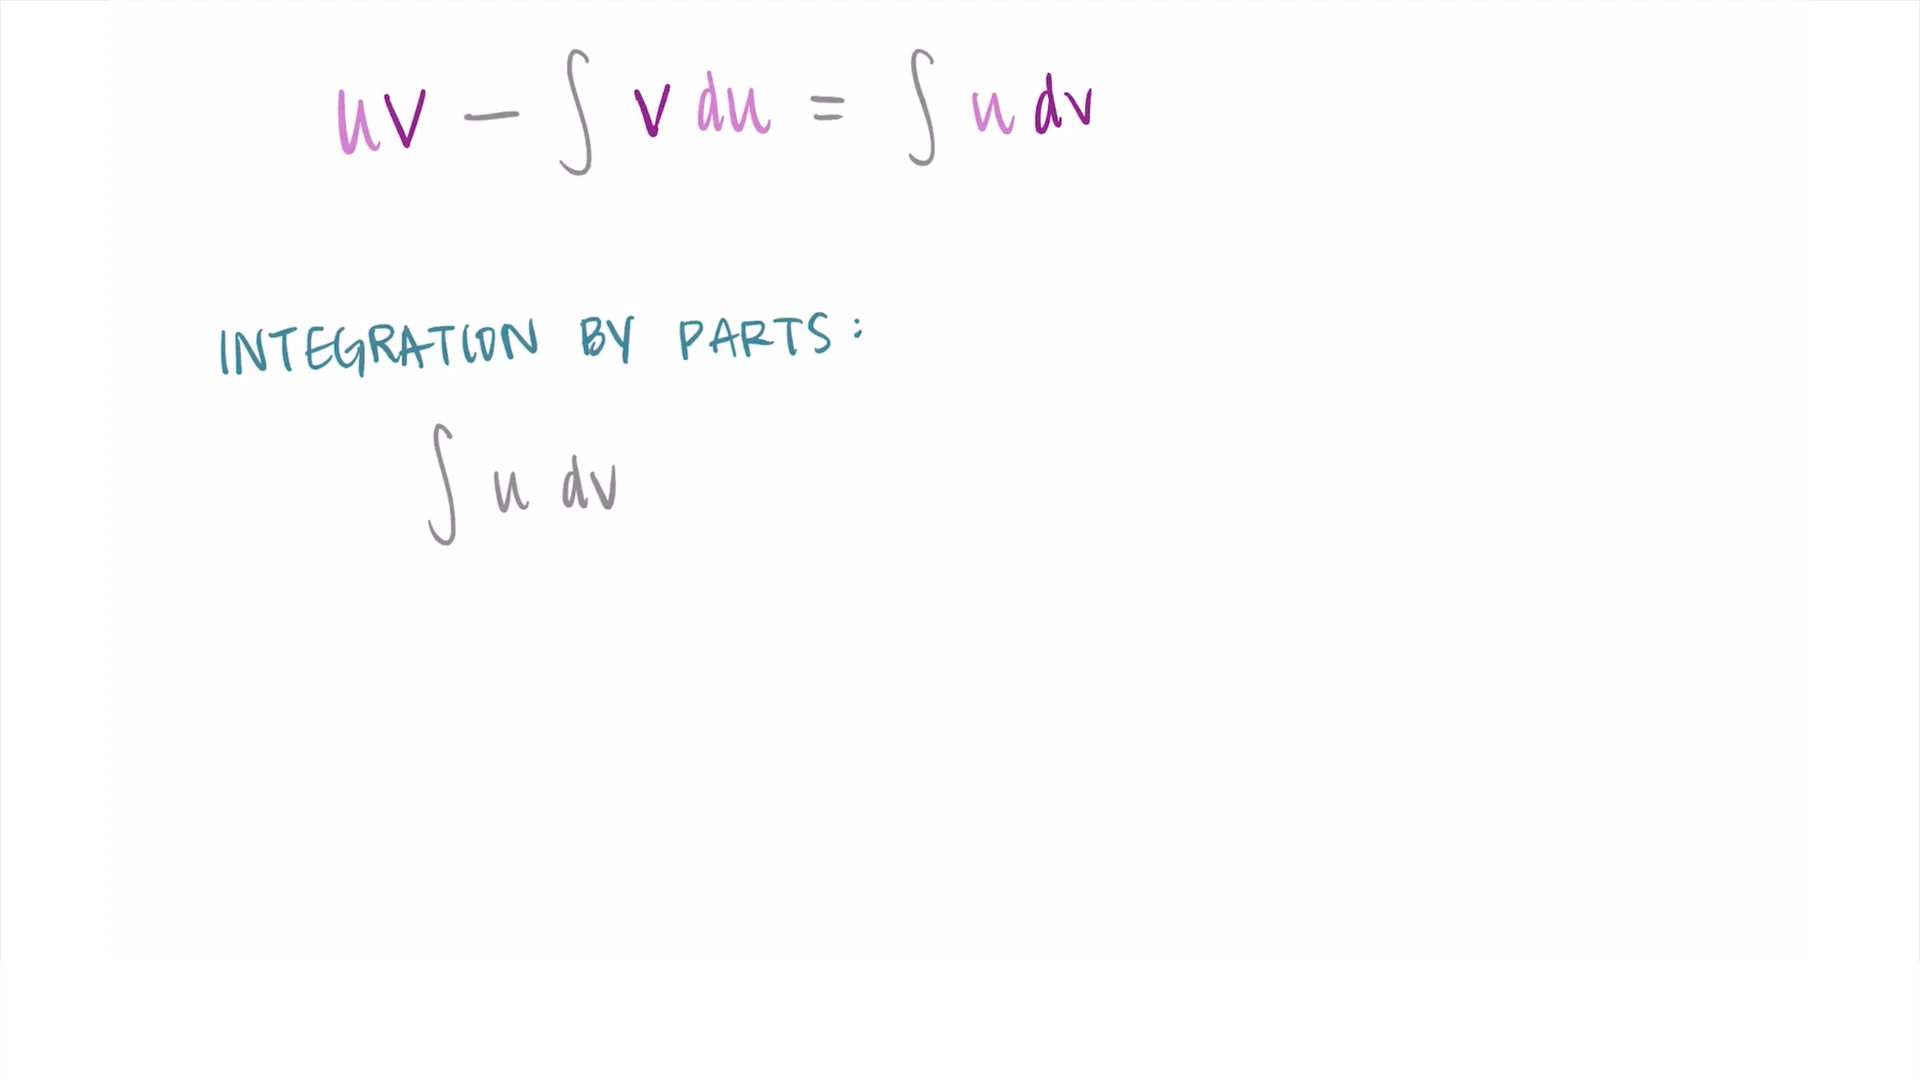 uv − ∫ v du = ∫ u dv
INTEGRATION BY PARTS:
∫ u dv